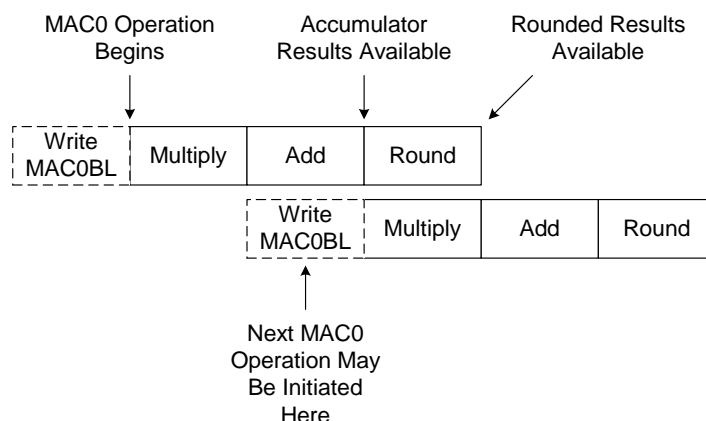 MAC0 Operation
Begins
Accumulator
Results Available
Rounded Results
Available
Write
MAC0BL
Multiply
Add
Round
Write
MAC0BL
Multiply
Add
Round
Next MAC0
Operation May
Be Initiated
Here